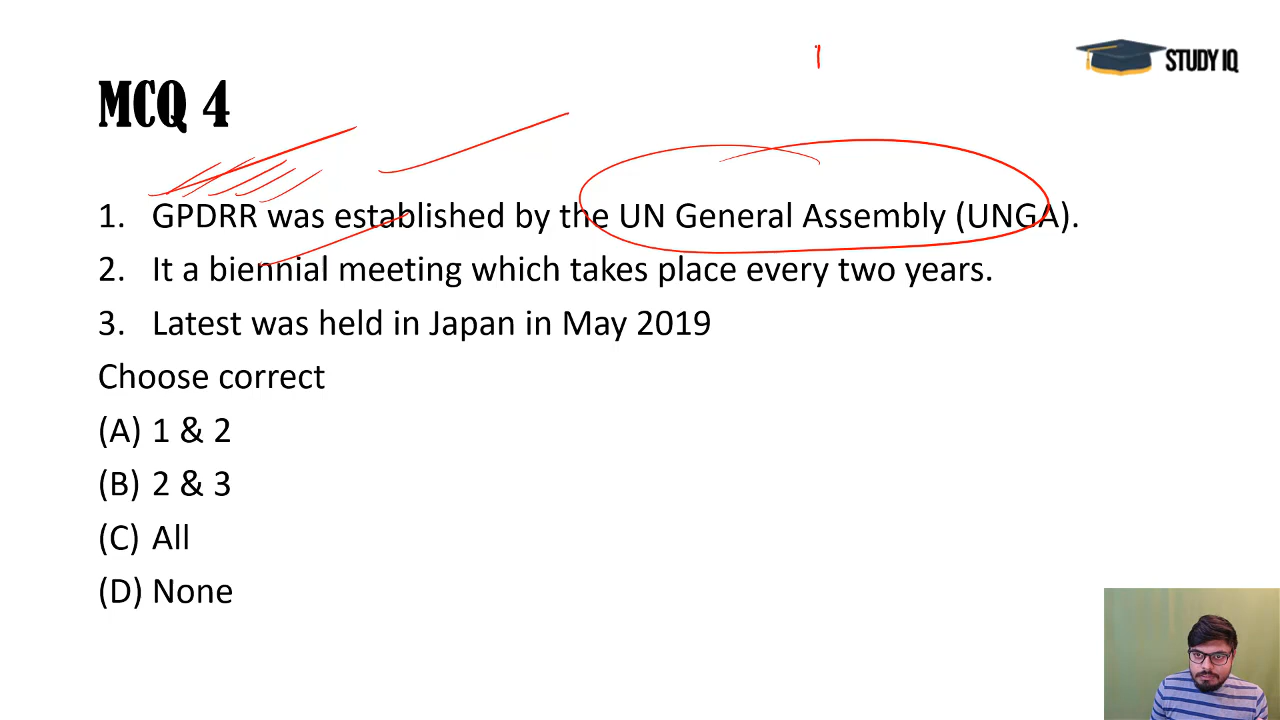 STUDY IQ
MCQ 4
1. GPDRR was established by the UN General Assembly (UNGA).
2. It a biennial meeting which takes place every two years.
3. Latest was held in Japan in May 2019
Choose correct
(A) 1 & 2
(B) 2 & 3
(C) All
(D) None